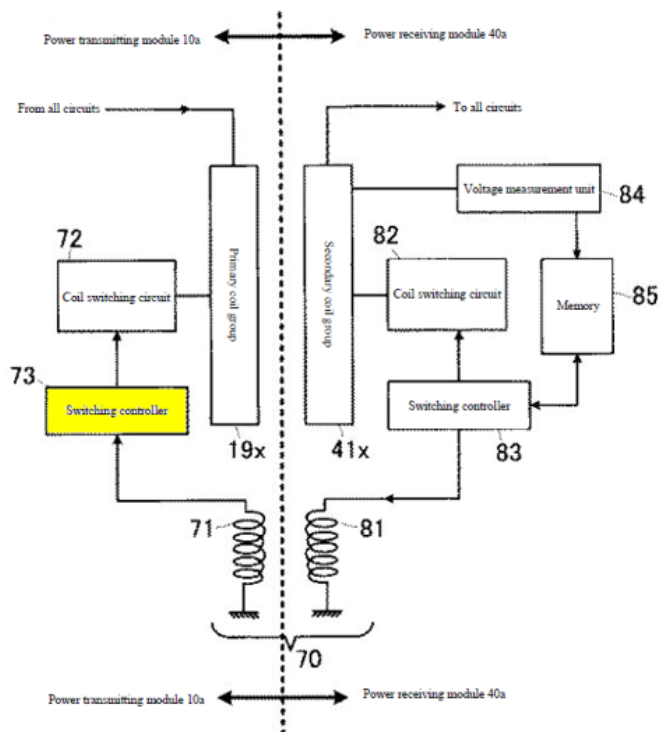 Power transmitting module 10a
Power receiving module 40a
From all circuits
To all circuits
Voltage measurement unit
84
72
82
Primary coil group
Secondary coil group
Coil switching circuit
Coil switching circuit
Memory
85
73
Switching controller
Switching controller
19x
41x
83
71
81
70
Power transmitting module 10a
Power receiving module 40a